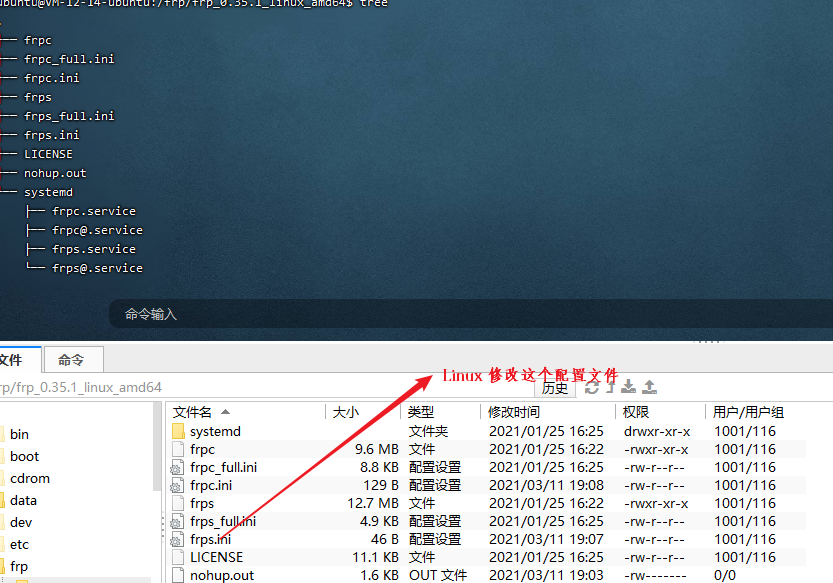 ubuntu@VM-12-14-ubuntu:/frp/frp_0.35.1_linux_amd64$ tree
.
├── frpc
├── frpc_full.ini
├── frpc.ini
├── frps
├── frps_full.ini
├── frps.ini
├── LICENSE
├── nohup.out
└── systemd
    ├── frpc.service
    ├── frpc@.service
    ├── frps.service
    └── frps@.service
命令输入
文件 命令
Linux 修改这个配置文件
rp/frp_0.35.1_linux_amd64 历史
文件名 大小 类型 修改时间 权限 用户/用户组
systemd 文件夹 2021/01/25 16:25 drwxr-xr-x 1001/116
frpc 9.6 MB 文件 2021/01/25 16:22 -rwxr-xr-x 1001/116
frpc_full.ini 8.8 KB 配置设置 2021/01/25 16:25 -rw-r--r-- 1001/116
frpc.ini 129 B 配置设置 2021/03/11 19:08 -rw-r--r-- 1001/116
frps 12.7 MB 文件 2021/01/25 16:22 -rwxr-xr-x 1001/116
frps_full.ini 4.9 KB 配置设置 2021/01/25 16:25 -rw-r--r-- 1001/116
frps.ini 46 B 配置设置 2021/03/11 19:07 -rw-r--r-- 1001/116
LICENSE 11.1 KB 文件 2021/01/25 16:25 -rw-r--r-- 1001/116
nohup.out 1.6 KB OUT 文件 2021/03/11 19:03 -rw------- 0/0
bin
boot
cdrom
data
dev
etc
frp